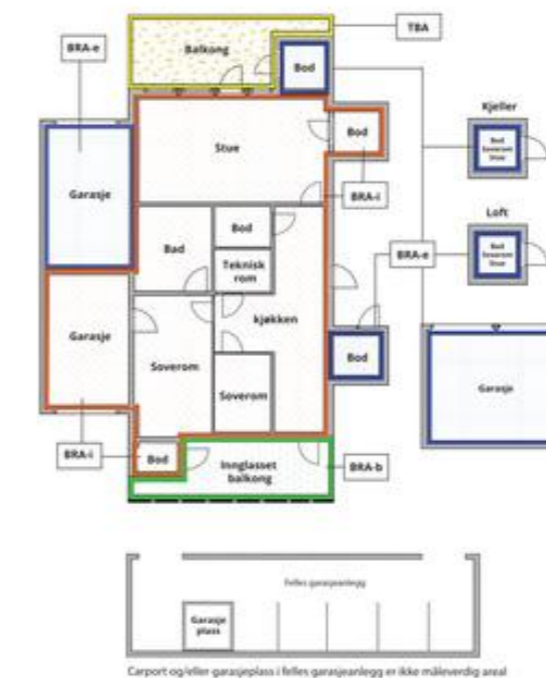 TBA
BRA-e
Balkong
Bod
Kjeller
Bod
Soverom
Stue
Stue
Bod
Garasje
BRA-i
Loft
Bod
Soverom
Stue
Bad
Bod
Teknisk
rom
BRA-e
kjøkken
Garasje
Bod
Soverom
Soverom
Garasje
BRA-i
Bod
Innglasset
balkong
BRA-b
Felles garasjeanlegg
Garasje
plass
Carport og/eller garasjeplass i felles garasjeanlegg er ikke måleverdig areal